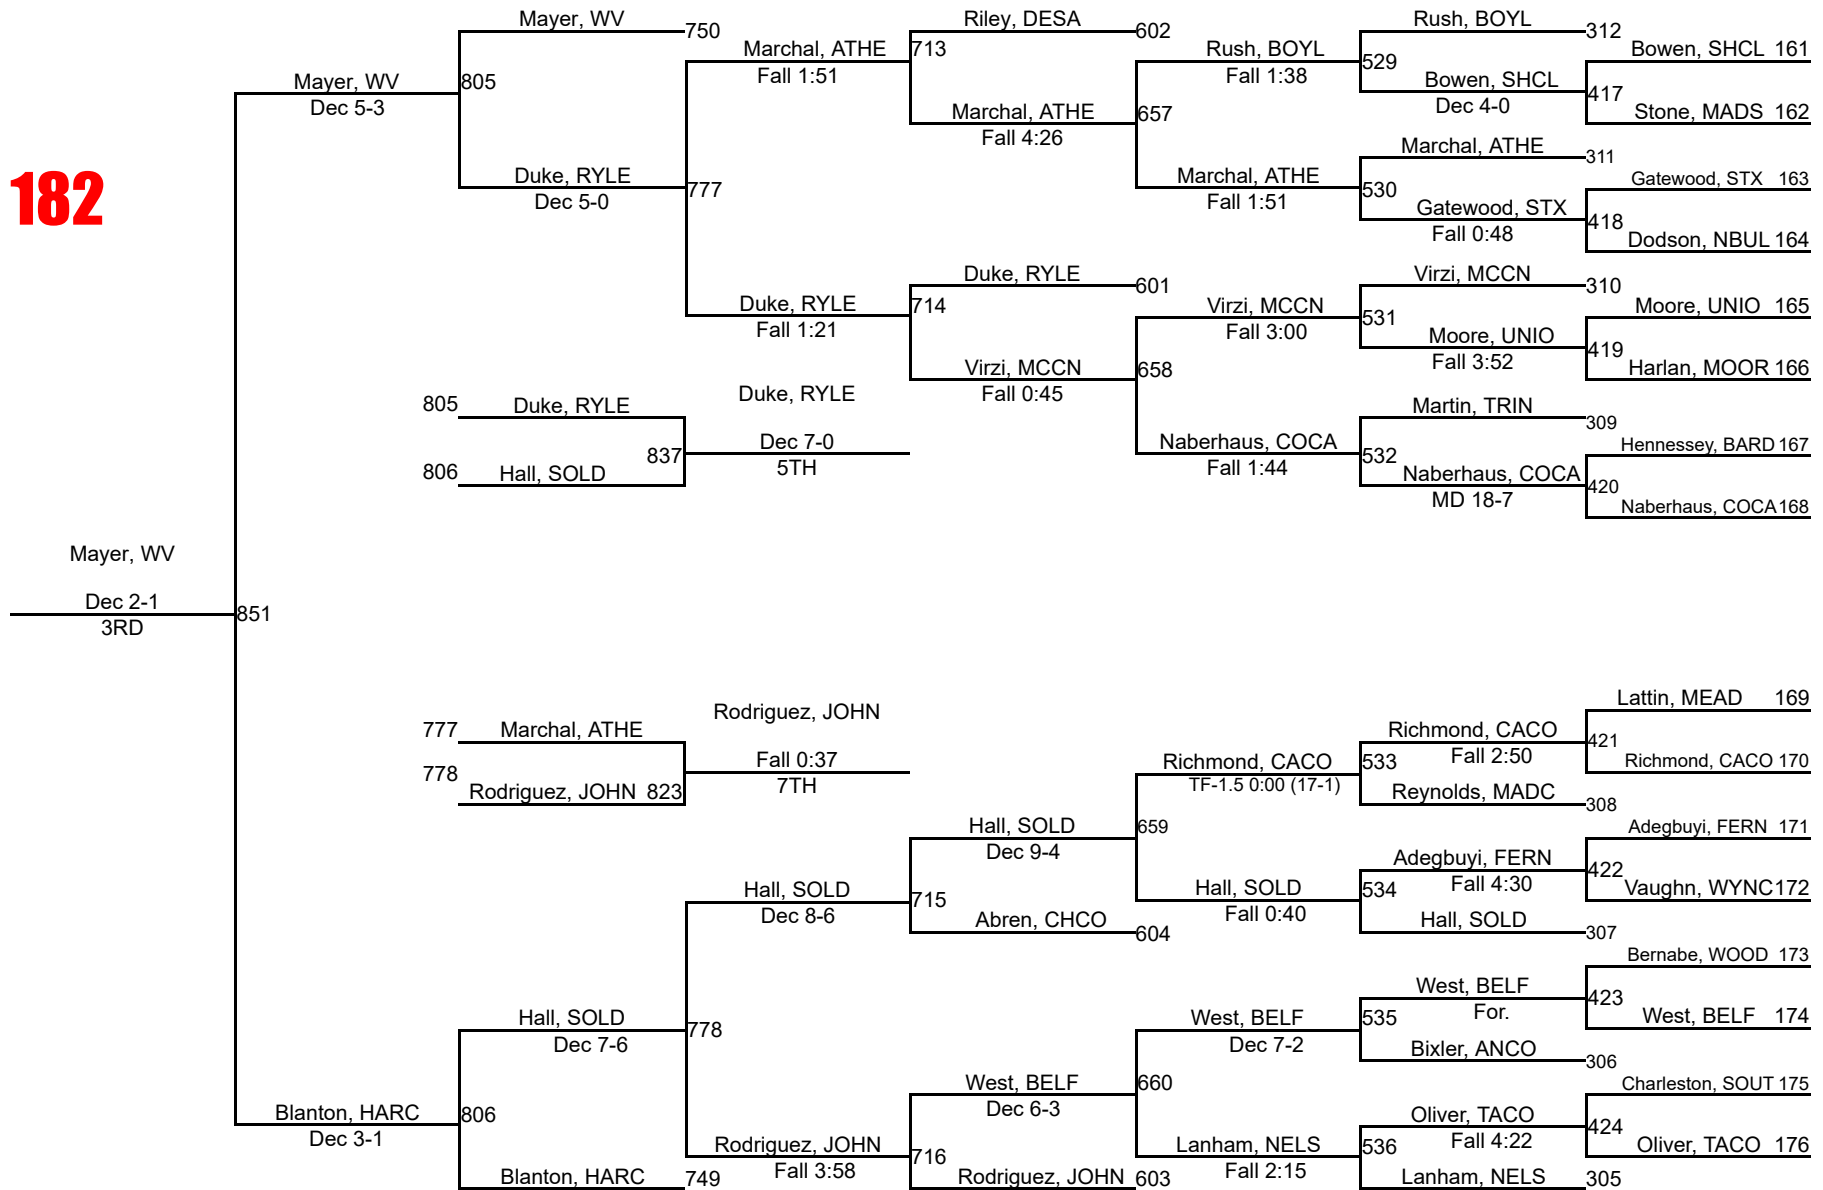 Mayer, WV
750
Riley, DESA
602
Rush, BOYL
312
Marchal, ATHE
713
Rush, BOYL
Bowen, SHCL 161
Mayer, WV
805
Fall 1:51
Fall 1:38
529
Bowen, SHCL
417
Dec 5-3
Marchal, ATHE
657
Dec 4-0
Stone, MADS 162
Fall 4:26
Marchal, ATHE
311
182
Duke, RYLE
777
Marchal, ATHE
530
Gatewood, STX 163
Dec 5-0
Fall 1:51
Gatewood, STX
418
Fall 0:48
Dodson, NBUL 164
Duke, RYLE
601
Virzi, MCCN
310
Duke, RYLE
714
Virzi, MCCN
531
Moore, UNIO 165
Fall 1:21
Fall 3:00
Moore, UNIO
419
Virzi, MCCN
658
Fall 3:52
Harlan, MOOR 166
Fall 0:45
Duke, RYLE
805
Duke, RYLE
Martin, TRIN
309
837
Dec 7-0
Naberhaus, COCA
532
Hennessey, BARD 167
5TH
Fall 1:44
806
Hall, SOLD
Naberhaus, COCA
420
MD 18-7
Naberhaus, COCA 168
Mayer, WV
Dec 2-1
851
3RD
Lattin, MEAD 169
Rodriguez, JOHN
777
Marchal, ATHE
Richmond, CACO
421
Fall 0:37
Richmond, CACO
533
Fall 2:50
Richmond, CACO 170
778
7TH
TF-1.5 0:00 (17-1)
Rodriguez, JOHN 823
Reynolds, MADC
308
Hall, SOLD
659
Adegbuyi, FERN 171
Dec 9-4
Adegbuyi, FERN
422
Hall, SOLD
715
Hall, SOLD
534
Fall 4:30
Vaughn, WYNC 172
Dec 8-6
Fall 0:40
Abren, CHCO
604
Hall, SOLD
307
Bernabe, WOOD 173
West, BELF
423
Hall, SOLD
778
West, BELF
535
For.
West, BELF 174
Dec 7-6
Dec 7-2
Bixler, ANCO
306
West, BELF
660
Charleston, SOUT 175
Blanton, HARC
806
Dec 6-3
Oliver, TACO
424
Dec 3-1
Rodriguez, JOHN
716
Lanham, NELS
536
Fall 4:22
Oliver, TACO 176
Fall 3:58
Fall 2:15
Blanton, HARC
749
Rodriguez, JOHN
603
Lanham, NELS
305